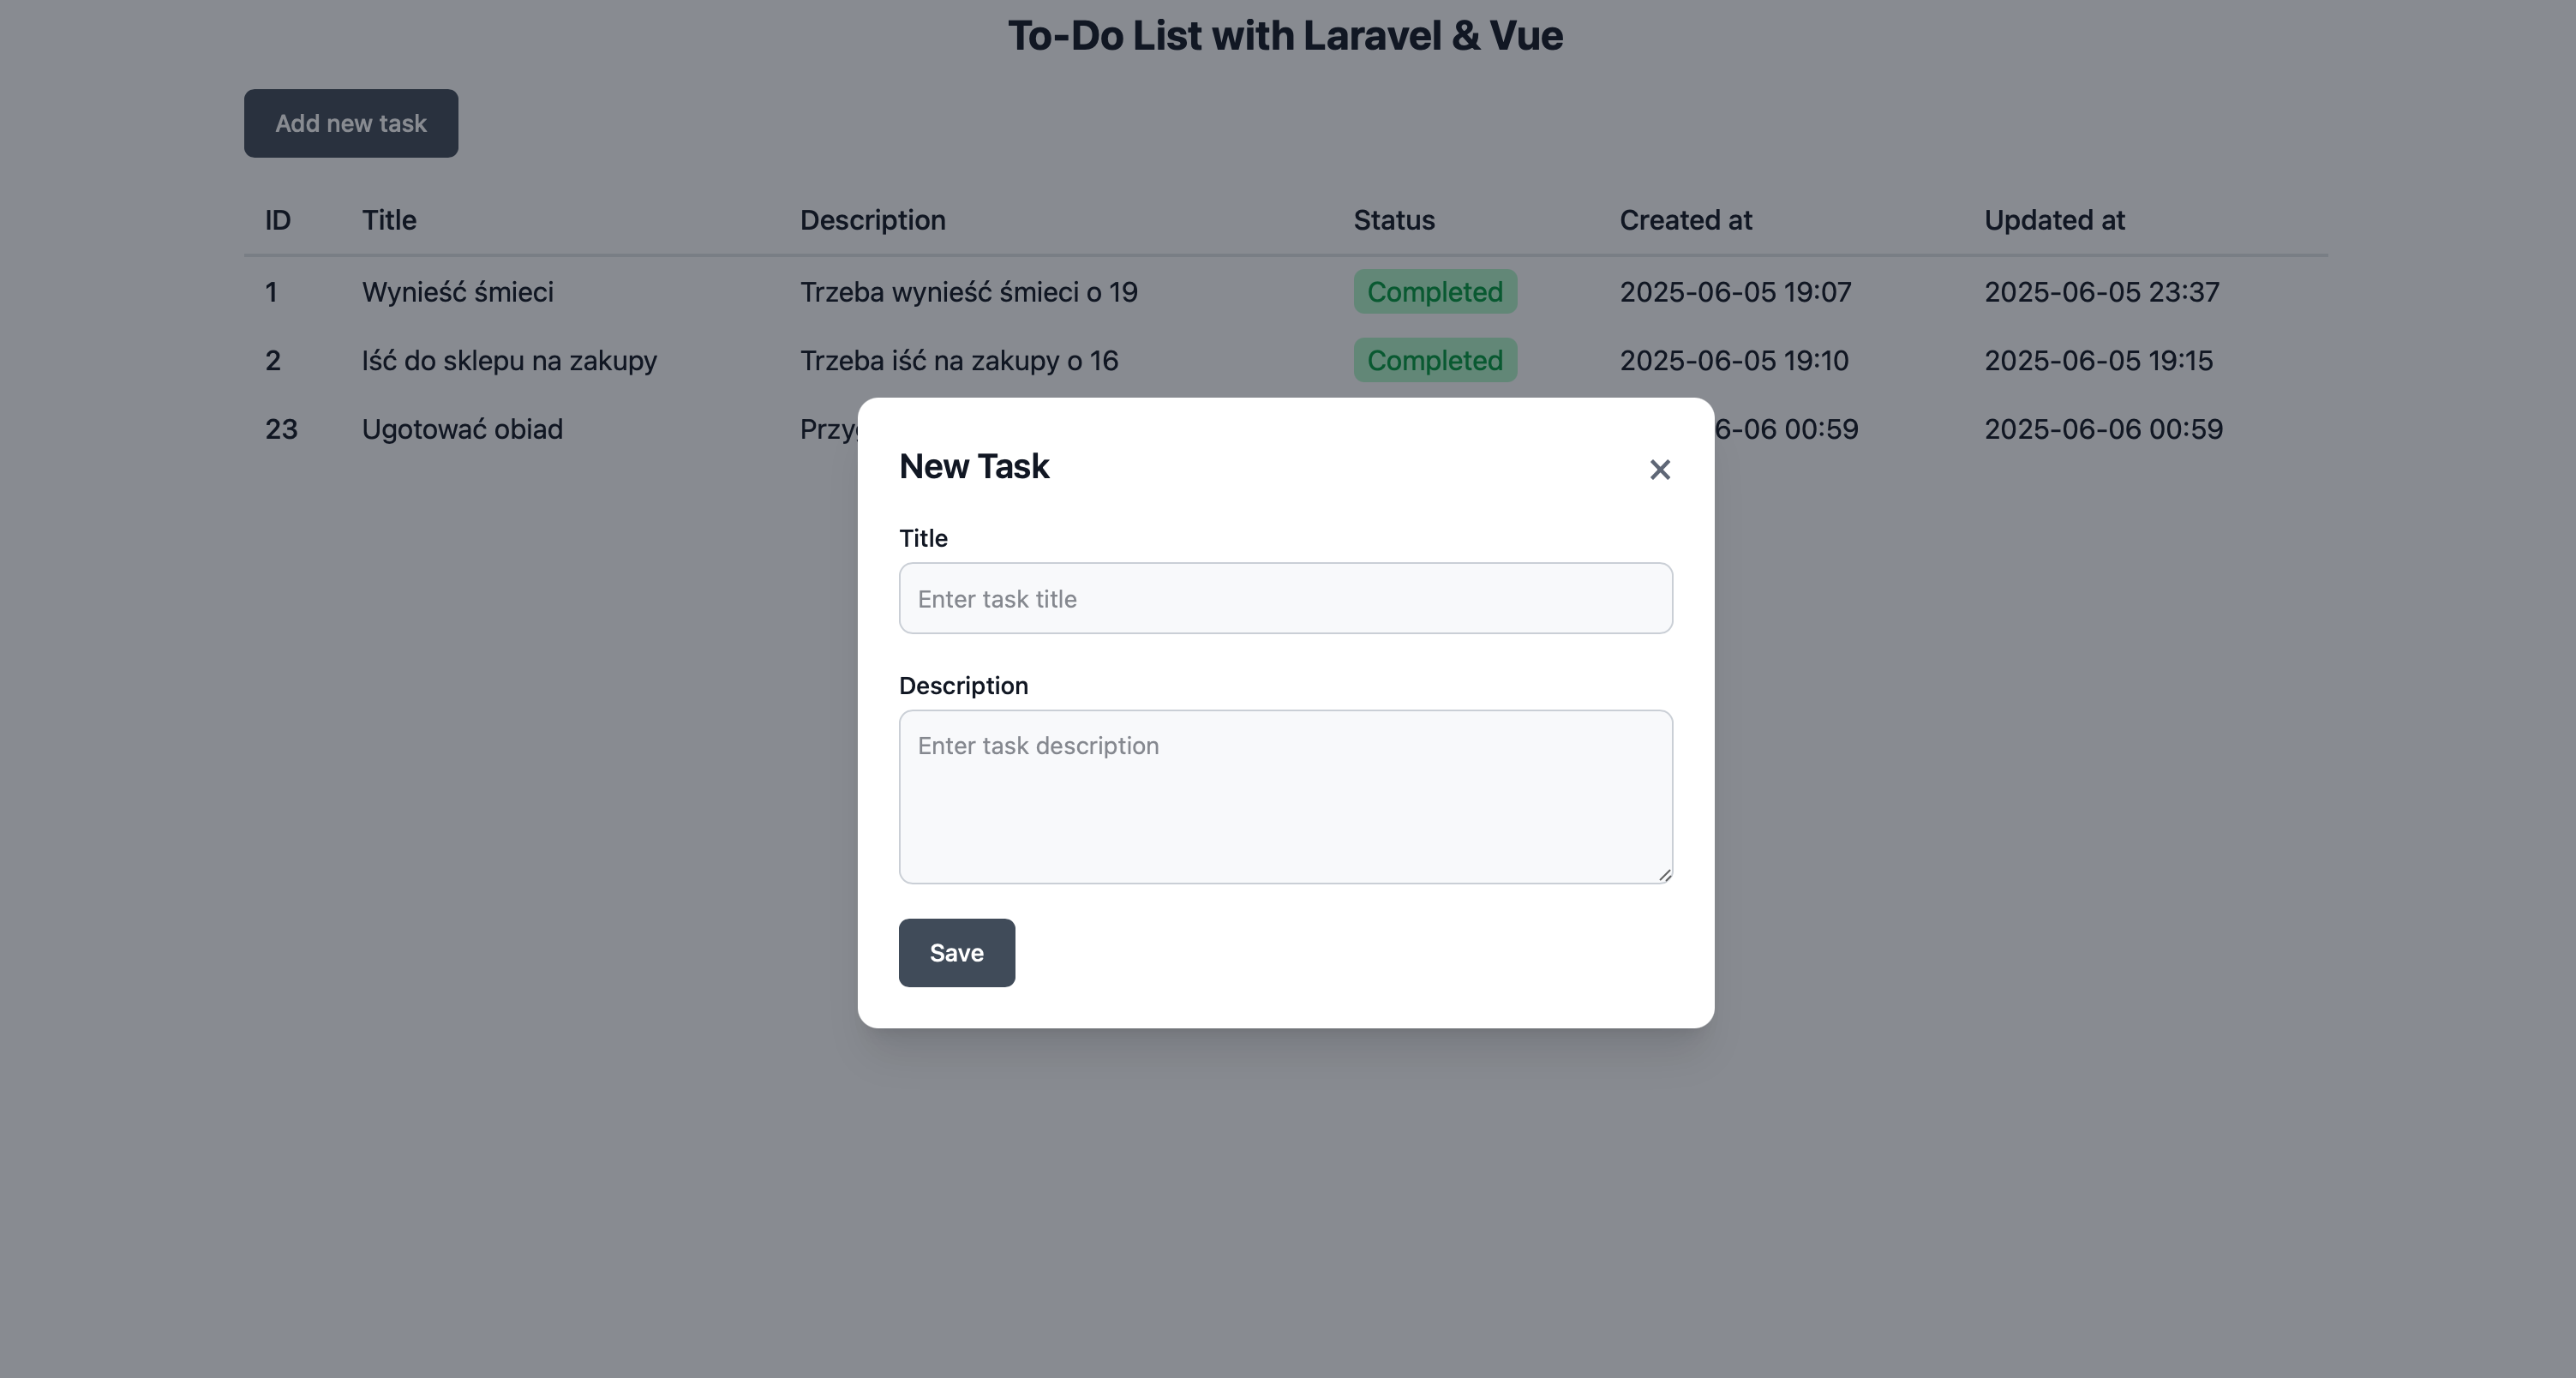 To-Do List with Laravel & Vue
Add new task
ID Title Description Status Created at Updated at
1 Wynieść śmieci Trzeba wynieść śmieci o 19 Completed 2025-06-05 19:07 2025-06-05 23:37
2 Iść do sklepu na zakupy Trzeba iść na zakupy o 16 Completed 2025-06-05 19:10 2025-06-05 19:15
23 Ugotować obiad 6-06 00:59 2025-06-06 00:59
New Task
Title
Enter task title
Description
Enter task description
Save